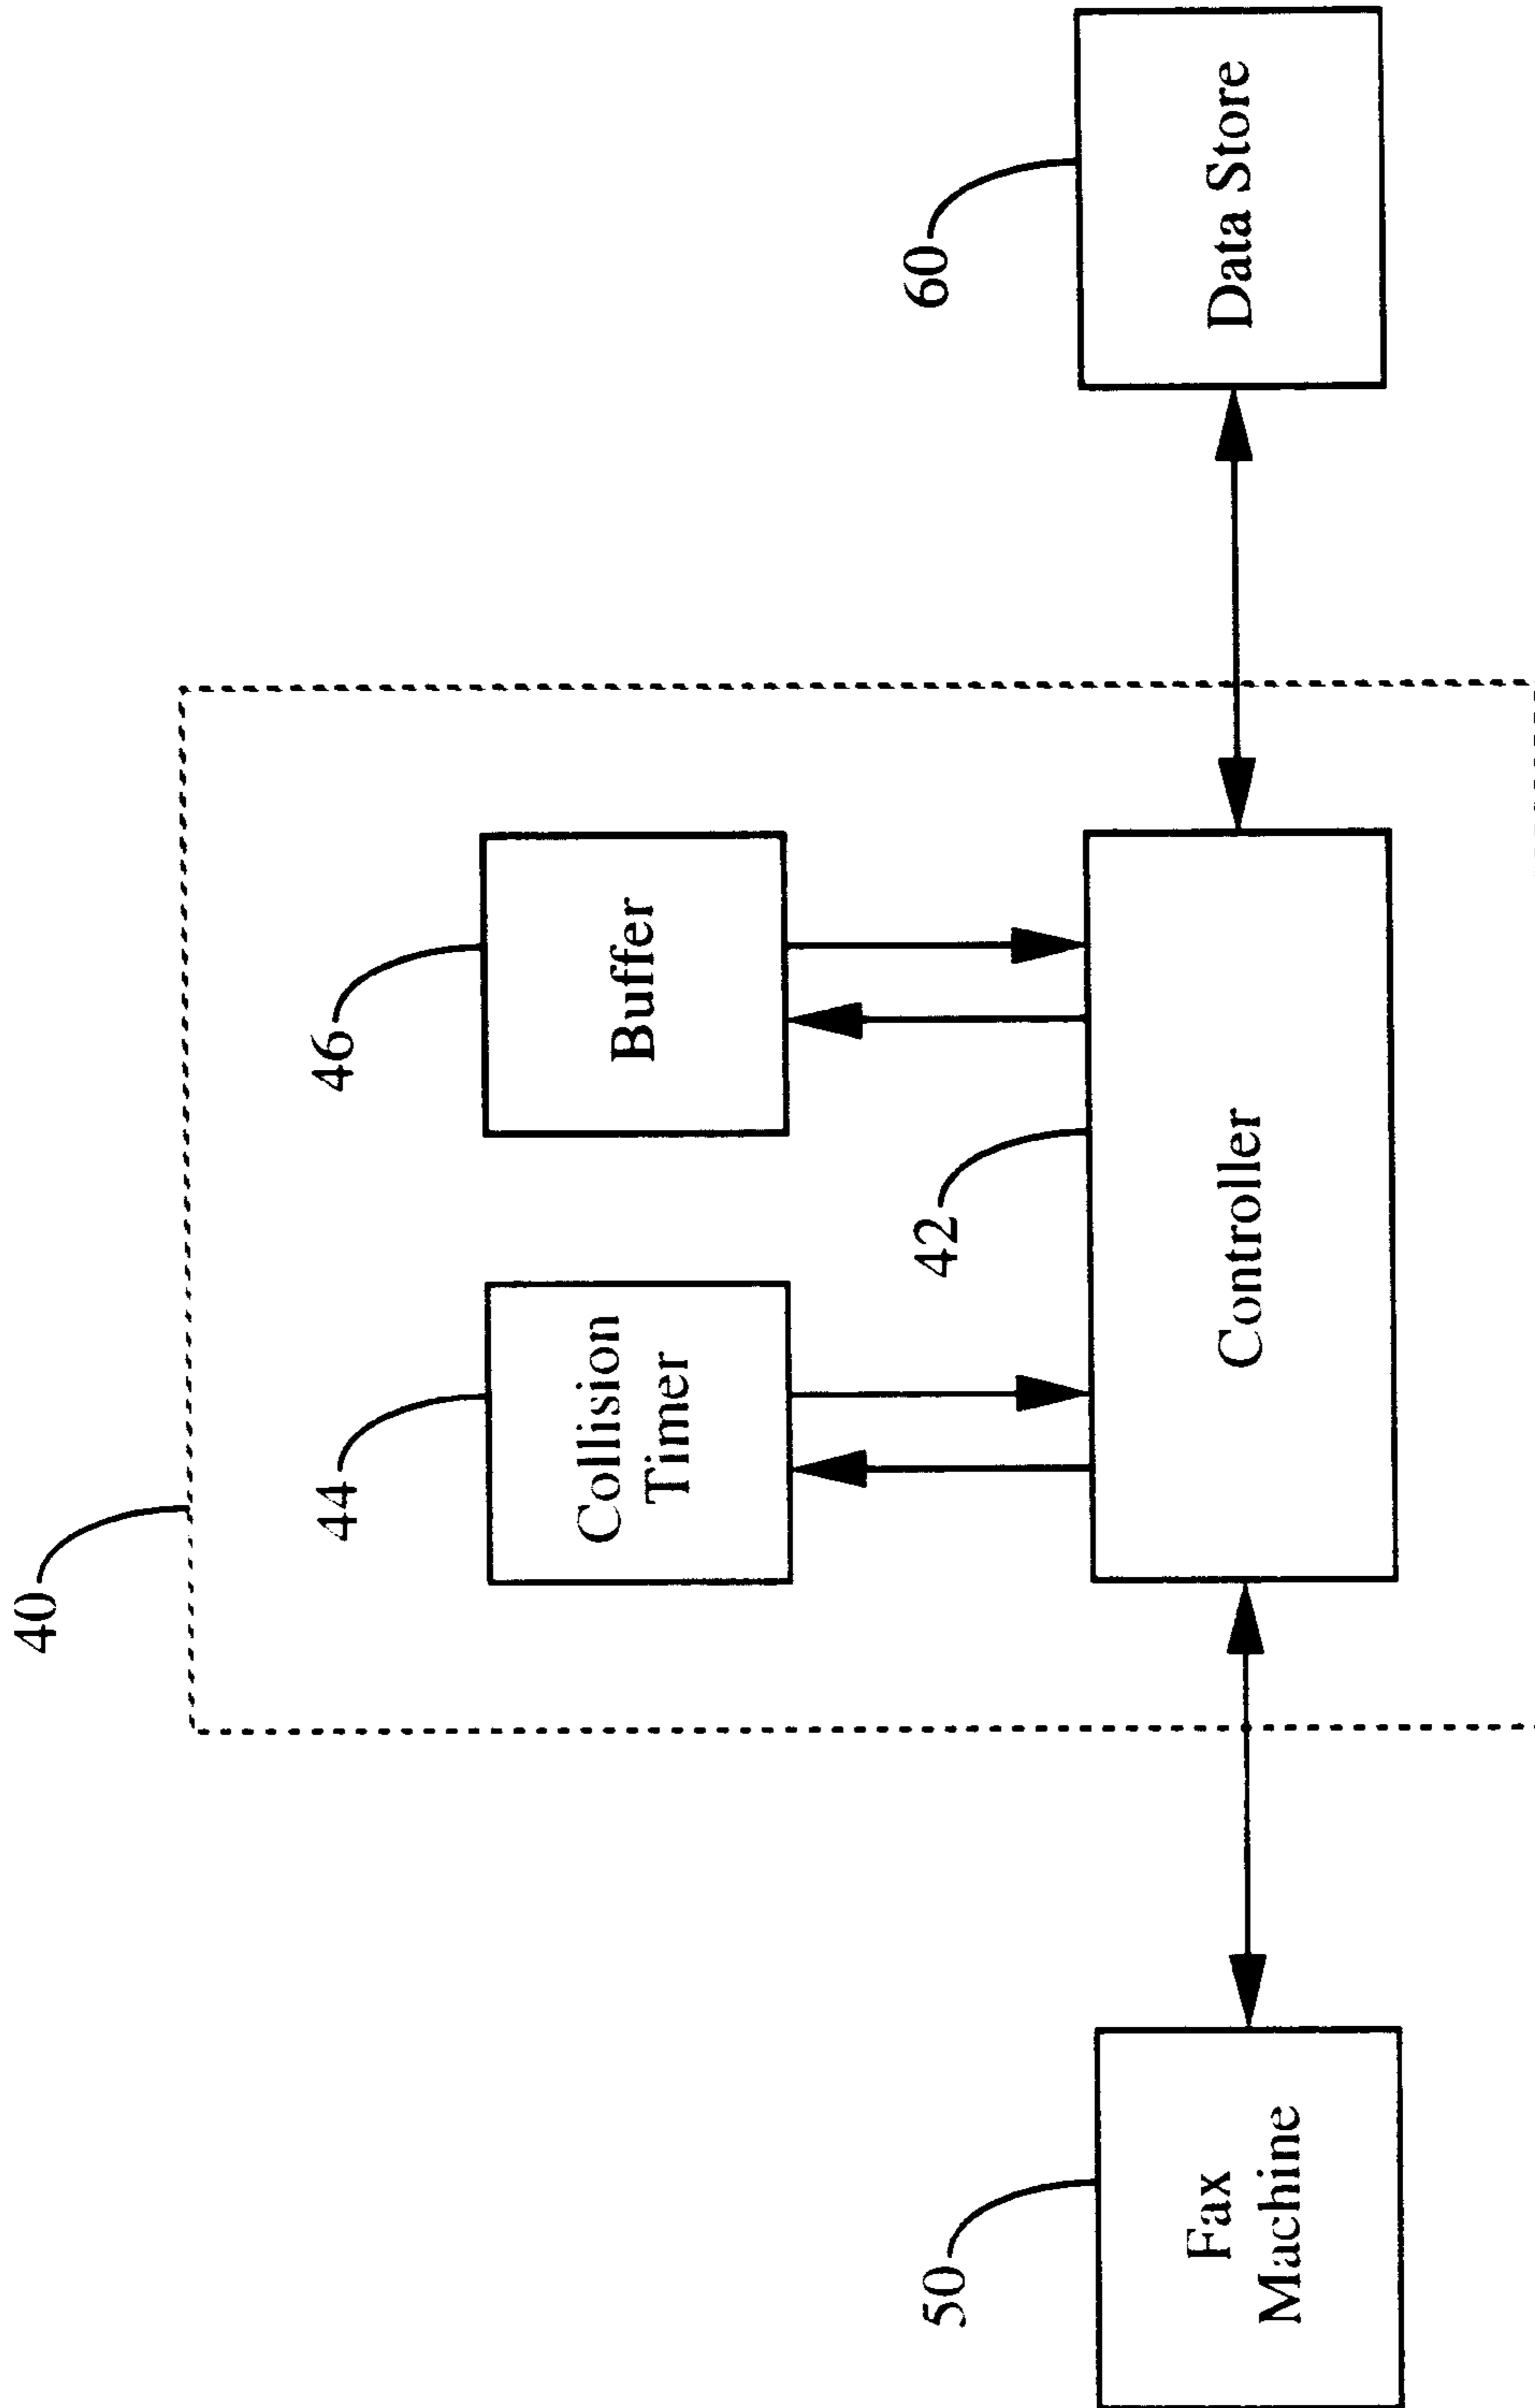 40
44
46
Collision
Timer
Buffer
50
42
60
Fax
Machine
Controller
Data Store